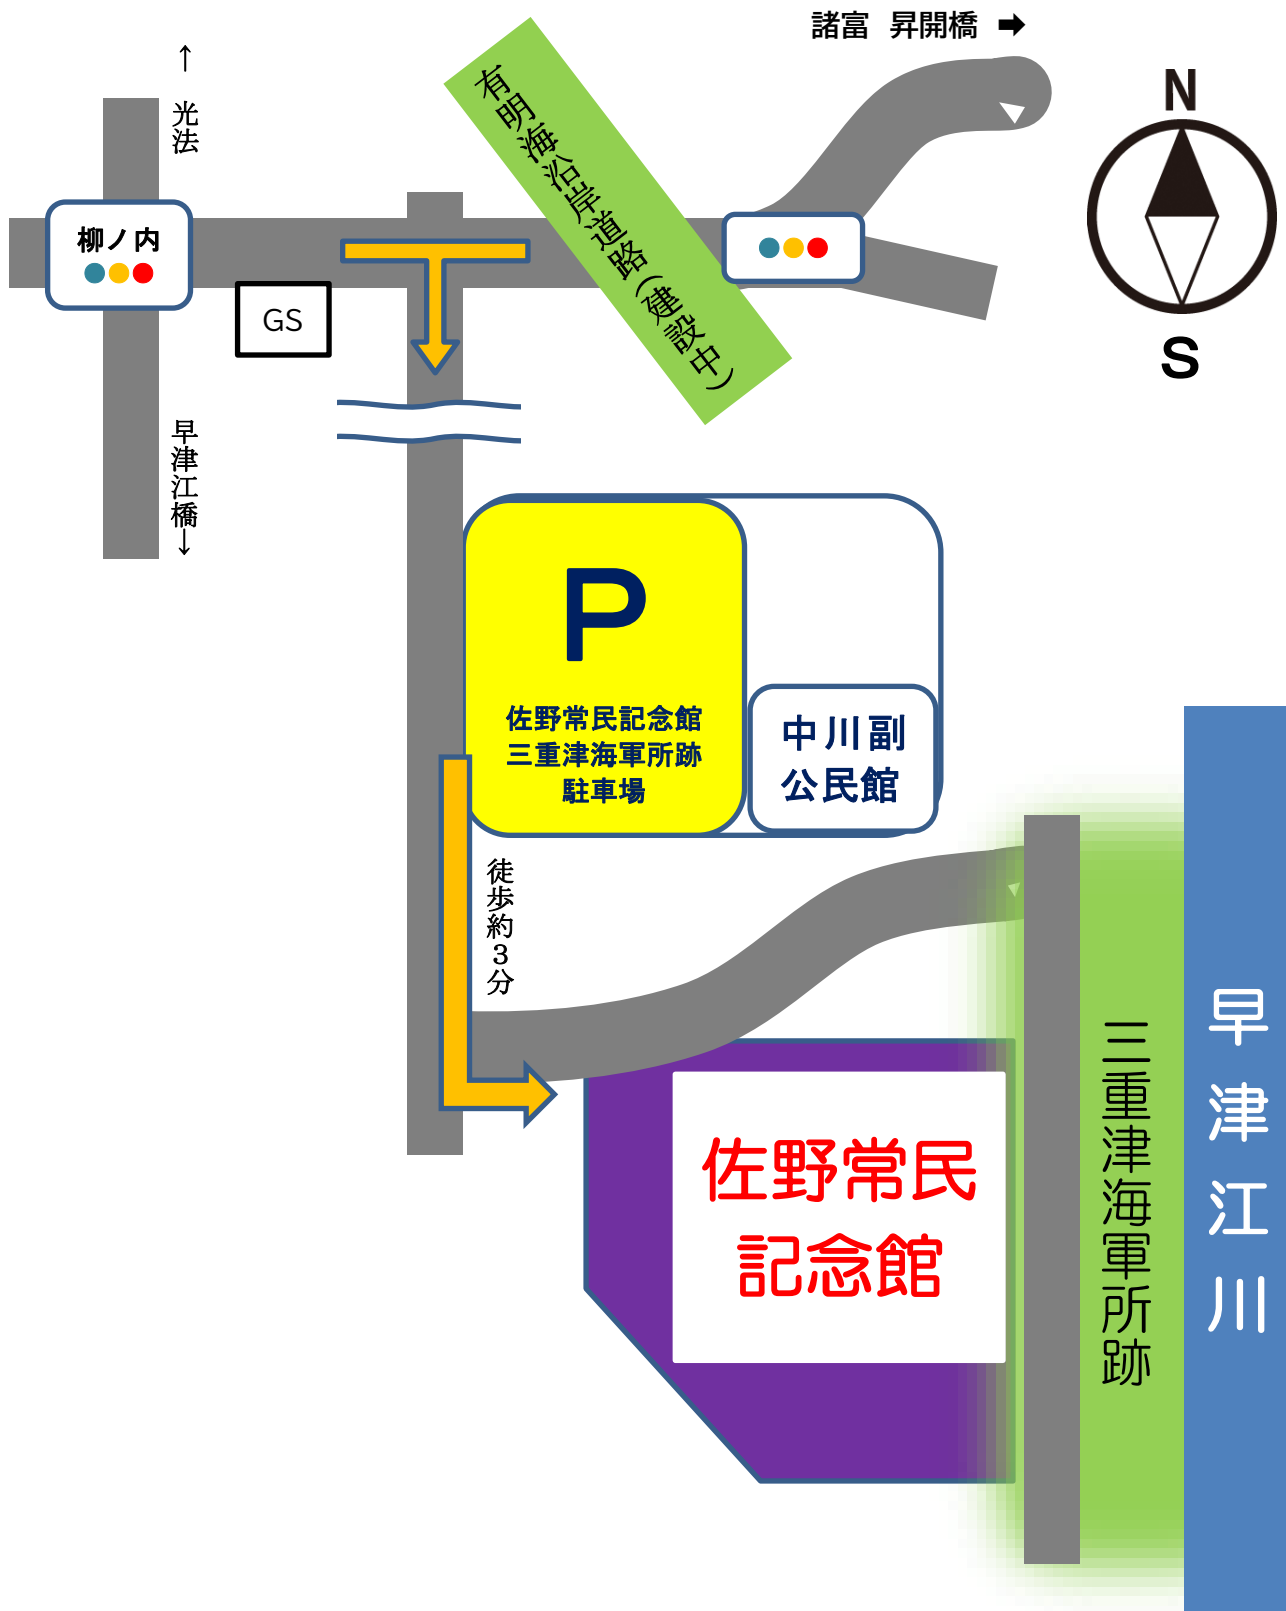 諸富 昇開橋 ➡
N
S
↑
光法
有明海沿岸道路(建設中)
柳ノ内
GS
早津江橋↓
P
佐野常民記念館
三重津海軍所跡
駐車場
中川副
公民館
徒歩約3分
佐野常民
記念館
三重津海軍所跡
早津江川